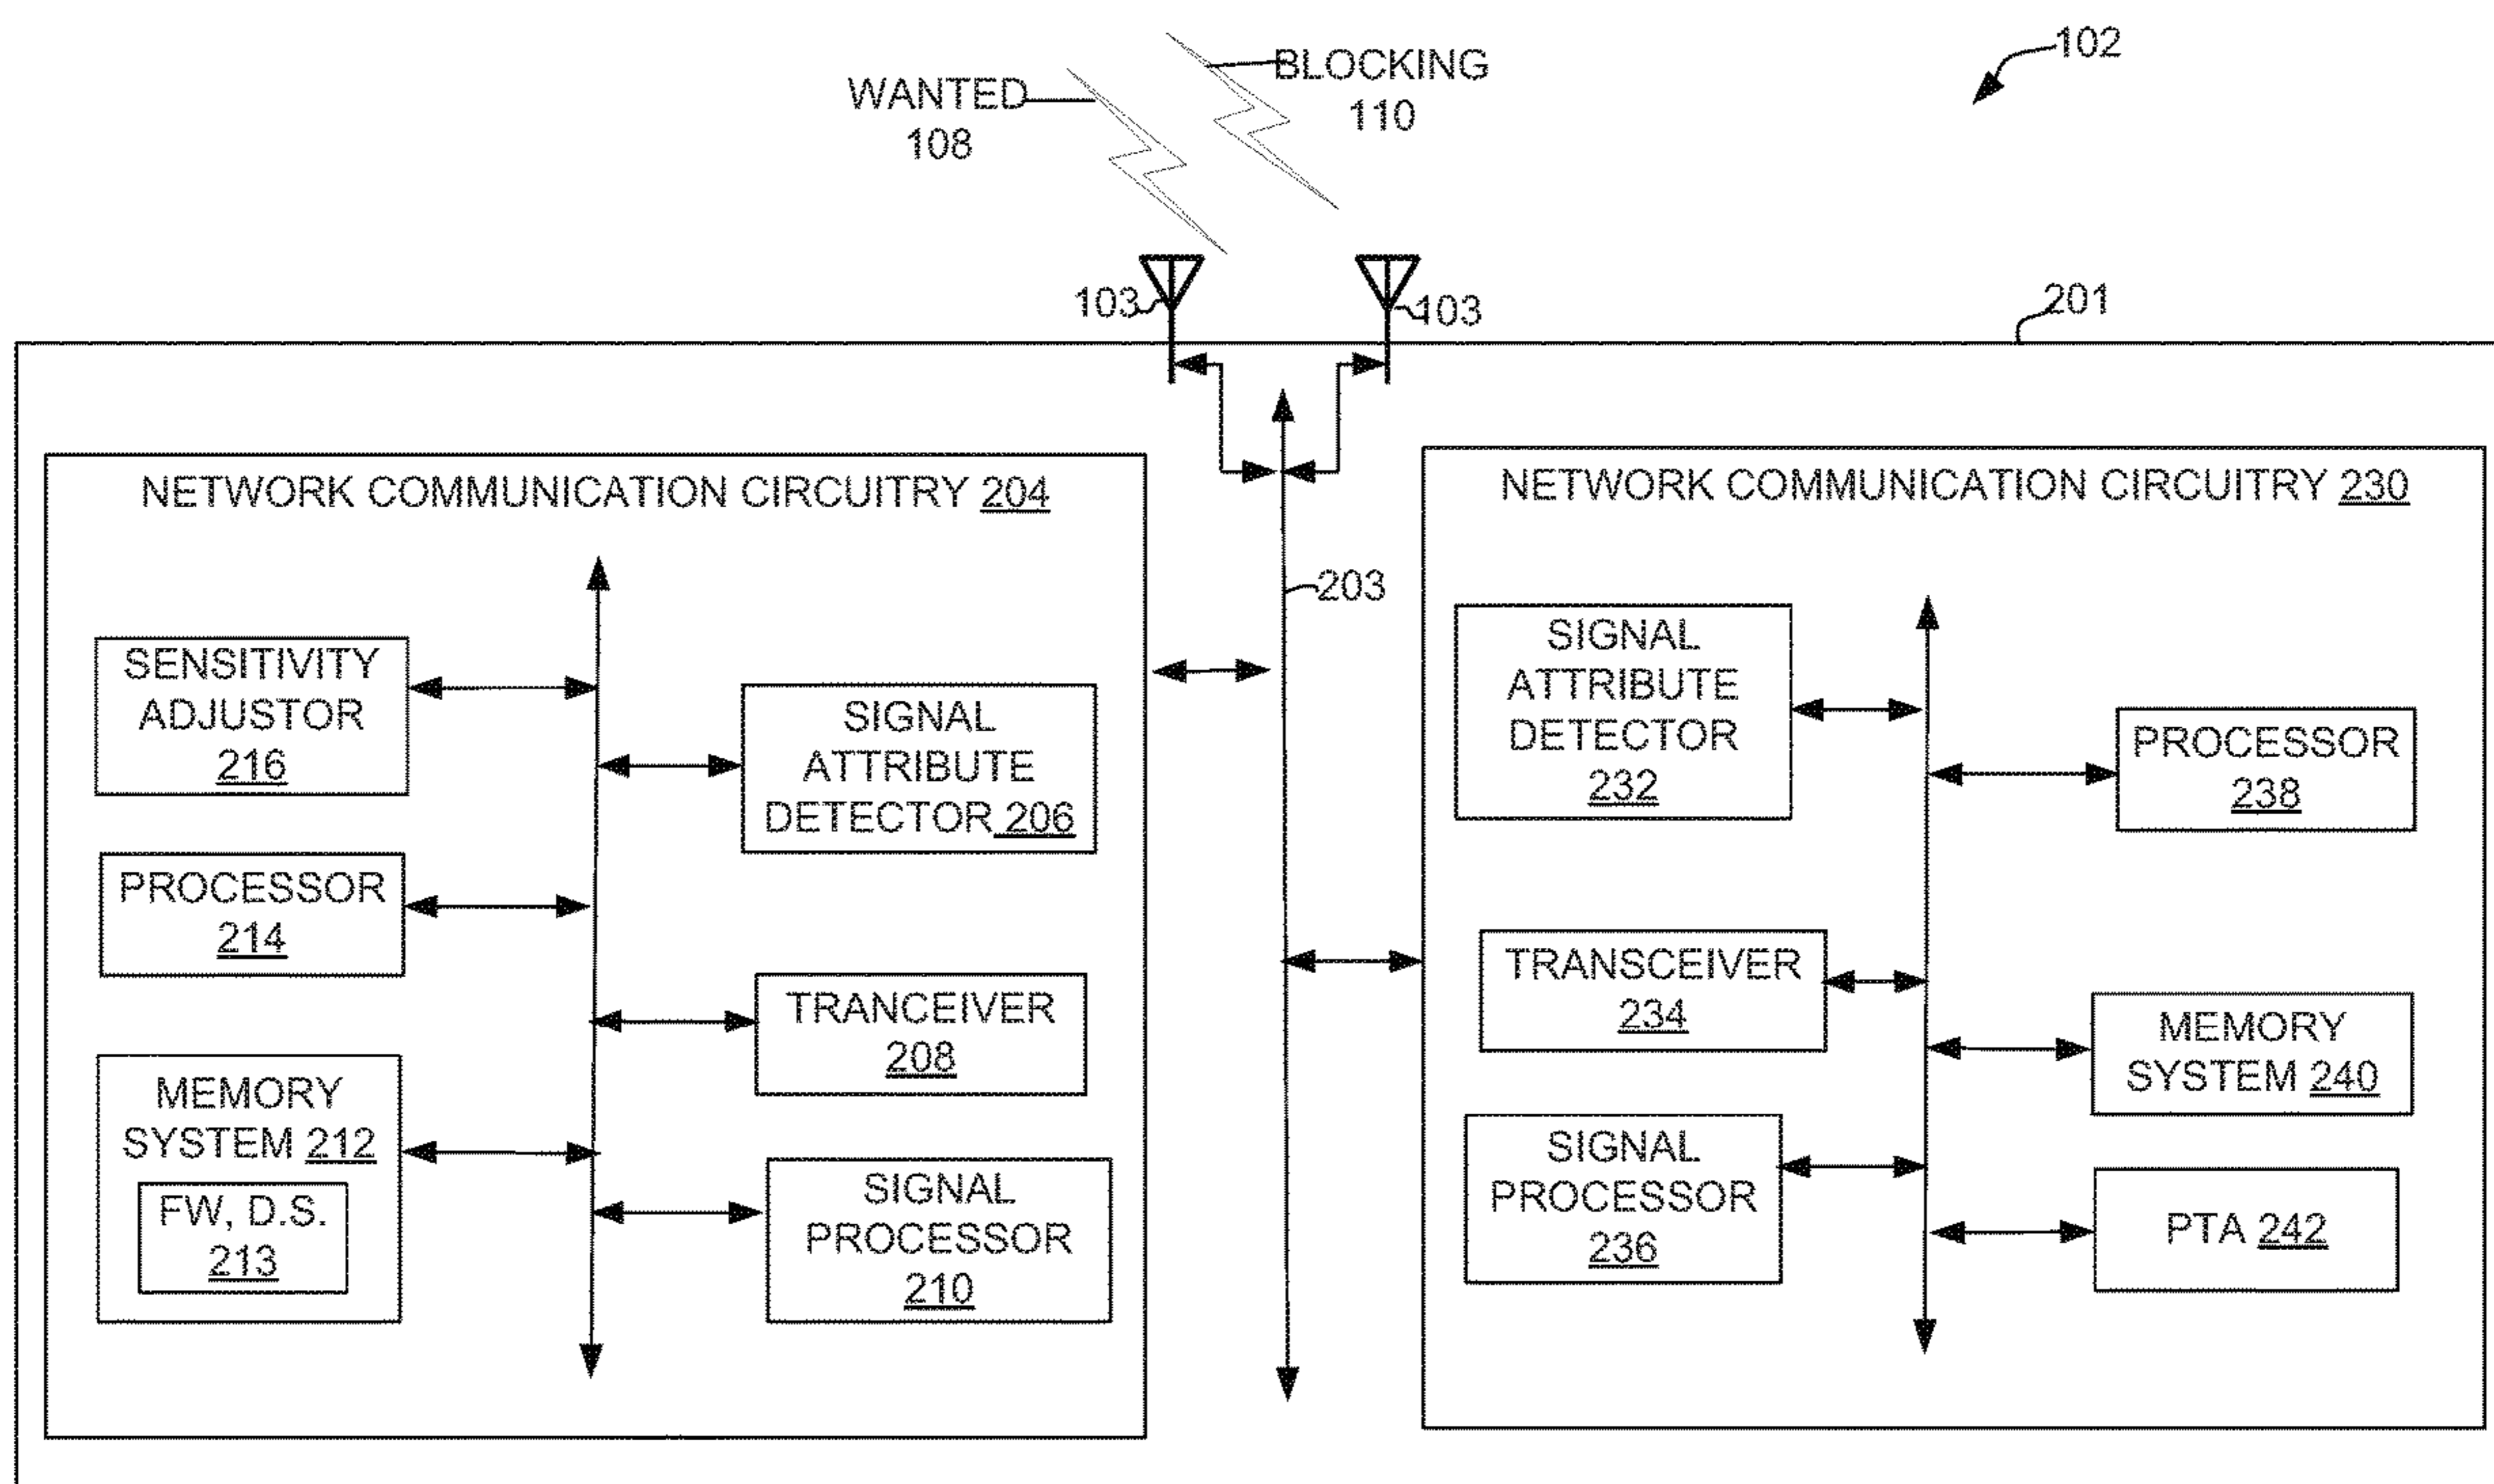 102
BLOCKING
110
WANTED
108
103
103
201
NETWORK COMMUNICATION CIRCUITRY 204
203
SENSITIVITY
ADJUSTOR
216
SIGNAL
ATTRIBUTE
DETECTOR 206
PROCESSOR
214
TRANCEIVER
208
MEMORY
SYSTEM 212
FW, D.S.
213
SIGNAL
PROCESSOR
210
NETWORK COMMUNICATION CIRCUITRY 230
SIGNAL
ATTRIBUTE
DETECTOR
232
PROCESSOR
238
TRANSCEIVER
234
MEMORY
SYSTEM 240
SIGNAL
PROCESSOR
236
PTA 242